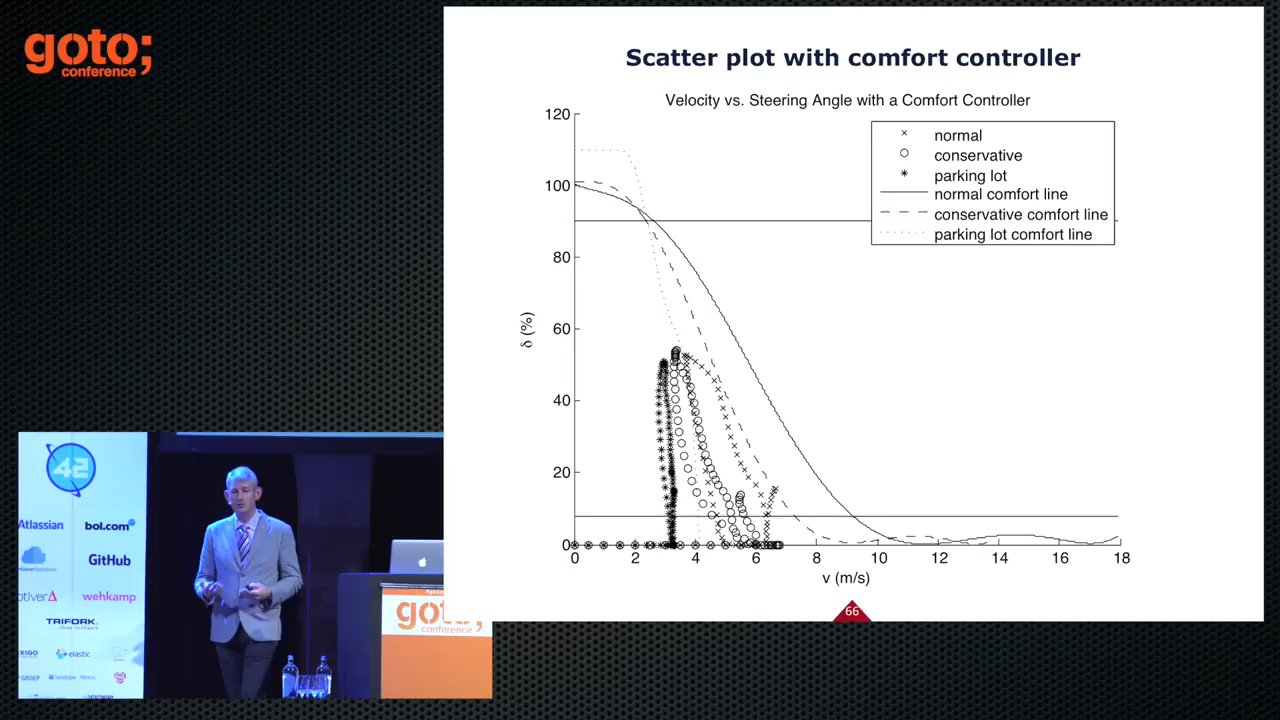 goto;
conference
Scatter plot with comfort controller
Velocity vs. Steering Angle with a Comfort Controller
normal
conservative
parking lot
normal comfort line
conservative comfort line
parking lot comfort line
120
100
80
60
40
20
0
δ (%)
0 2 4 6 8 10 12 14 16 18
v (m/s)
66
42
Atlassian
bol.com
GitHub
wehkamp
TRIFORK.
elastic
goto;
conference